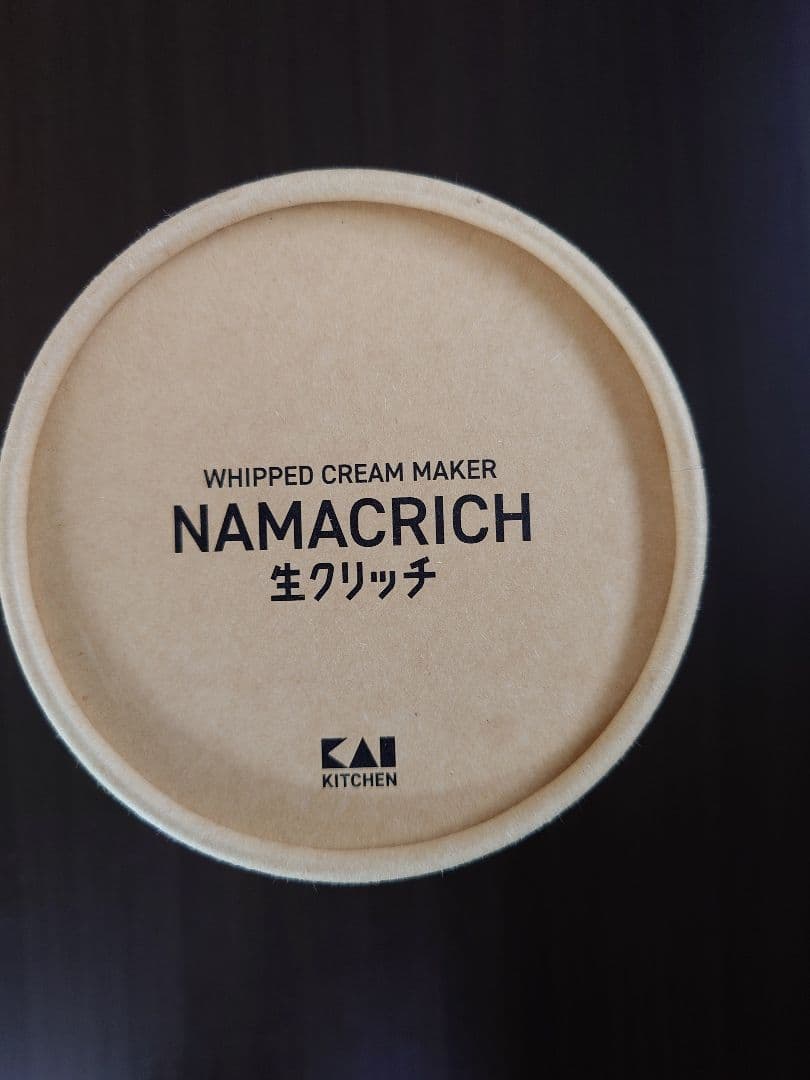 WHIPPED CREAM MAKER
NAMACRICH
生クリッチ
KAI
KITCHEN